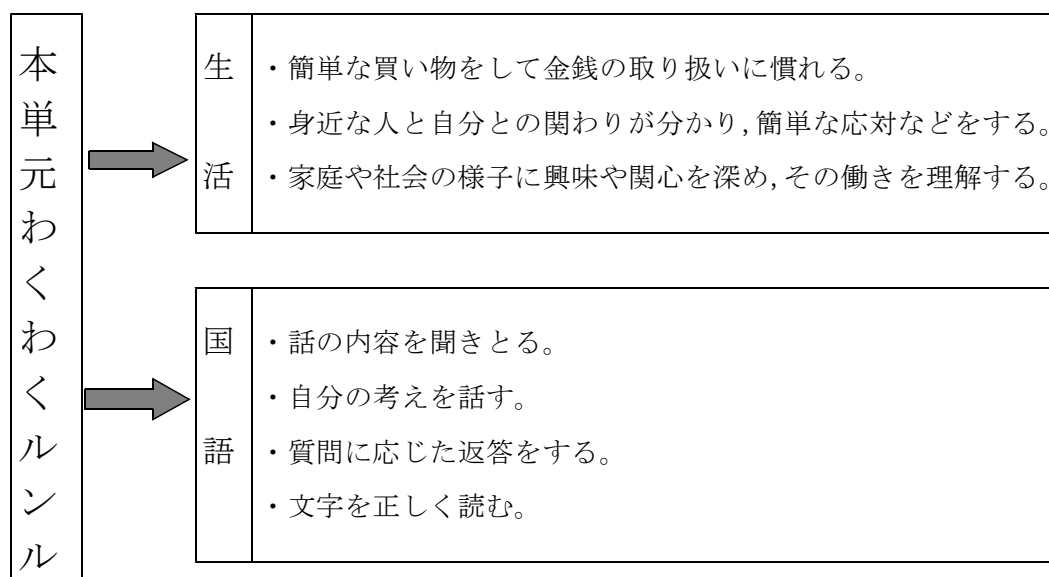 本単元わくわくルンル
生活
・簡単な買い物をして金銭の取り扱いに慣れる。
・身近な人と自分との関わりが分かり,簡単な応対などをする。
・家庭や社会の様子に興味や関心を深め,その働きを理解する。
国語
・話の内容を聞きとる。
・自分の考えを話す。
・質問に応じた返答をする。
・文字を正しく読む。